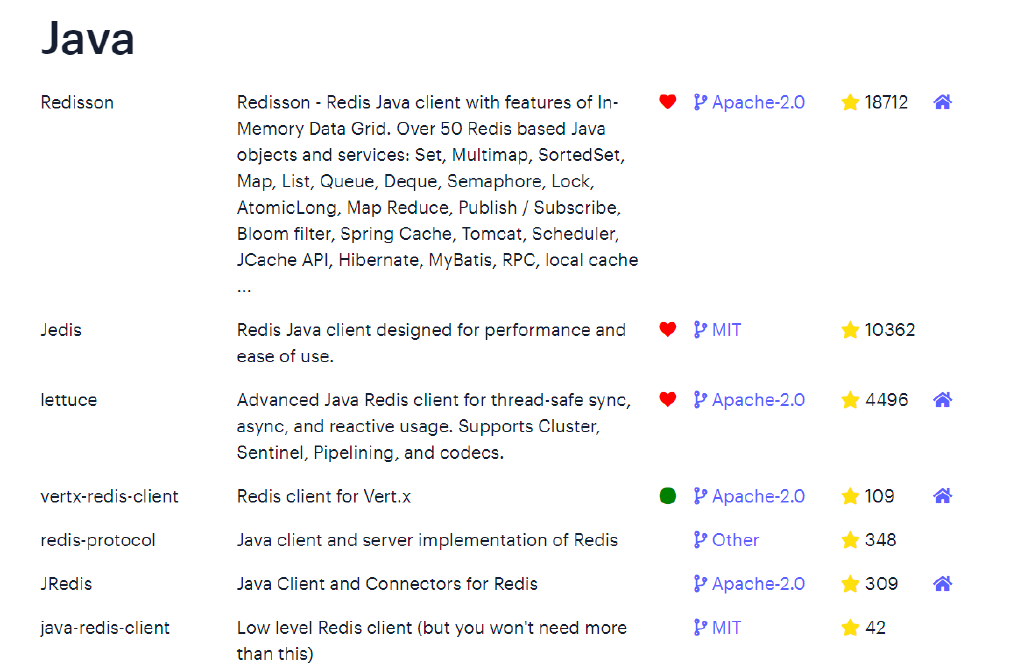 Java
Redisson
Redisson - Redis Java client with features of In-
Memory Data Grid. Over 50 Redis based Java
objects and services: Set, Multimap, SortedSet,
Map, List, Queue, Deque, Semaphore, Lock,
AtomicLong, Map Reduce, Publish / Subscribe,
Bloom filter, Spring Cache, Tomcat, Scheduler,
JCache API, Hibernate, MyBatis, RPC, local cache
...
Apache-2.0
18712
Jedis
Redis Java client designed for performance and
ease of use.
MIT
10362
lettuce
Advanced Java Redis client for thread-safe sync,
async, and reactive usage. Supports Cluster,
Sentinel, Pipelining, and codecs.
Apache-2.0
4496
vertx-redis-client
Redis client for Vert.x
Apache-2.0
109
redis-protocol
Java client and server implementation of Redis
Other
348
JRedis
Java Client and Connectors for Redis
Apache-2.0
309
java-redis-client
Low level Redis client (but you won't need more
than this)
MIT
42